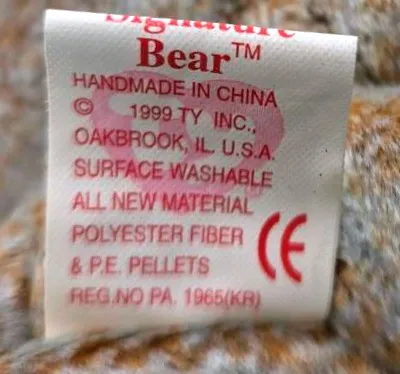 Signature
Bear™
HANDMADE IN CHINA
© 1999 TY INC.,
OAKBROOK, IL. U.S.A.
SURFACE WASHABLE
ALL NEW MATERIAL
POLYESTER FIBER
& P.E. PELLETS CE
REG.NO PA. 1965(KR)